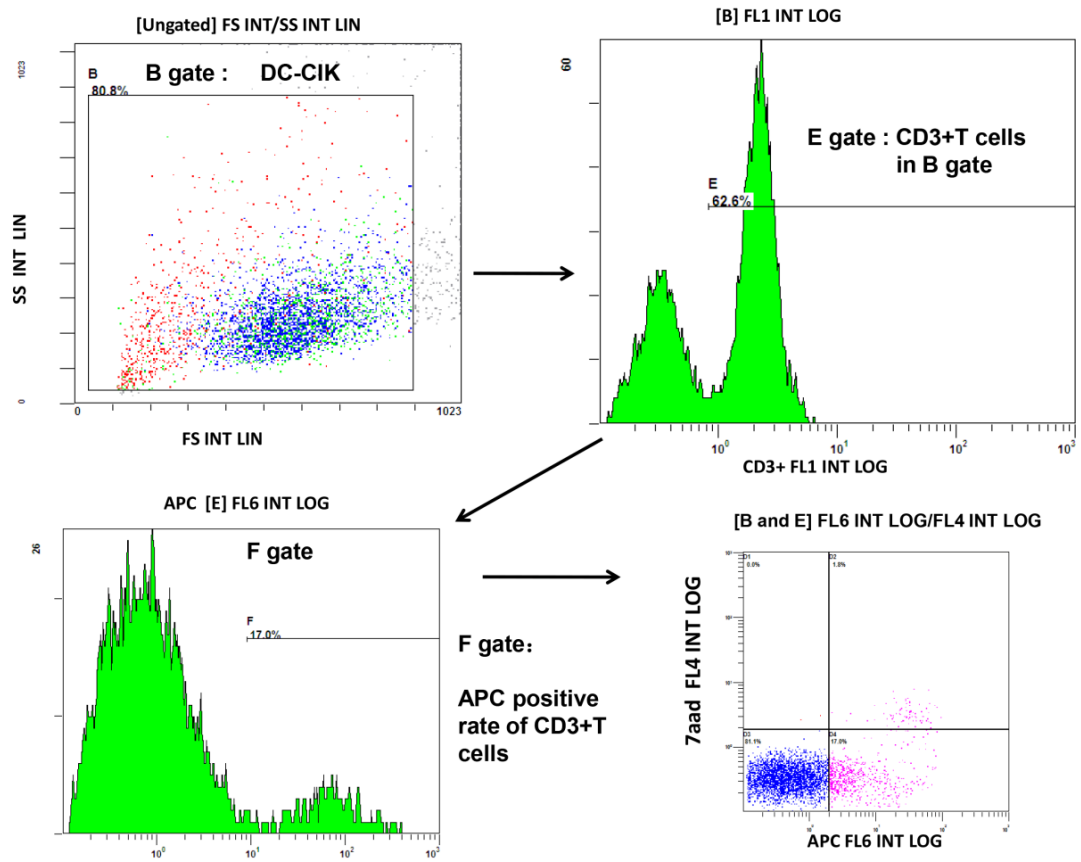 [Ungated] FS INT/SS INT LIN
1023
B
80.8%
B gate : DC-CIK
SS INT LIN
0
0
1023
FS INT LIN
[B] FL1 INT LOG
60
E gate : CD3+T cells
in B gate
E
62.6%
10⁰
10¹
10²
10³
CD3+ FL1 INT LOG
APC [E] FL6 INT LOG
26
F gate
F
17.0%
10⁰
10¹
10²
10³
F gate:
APC positive
rate of CD3+T
cells
[B and E] FL6 INT LOG/FL4 INT LOG
7aad FL4 INT LOG
D1
0.0%
D2
1.8%
D3
81.1%
D4
APC FL6 INT LOG